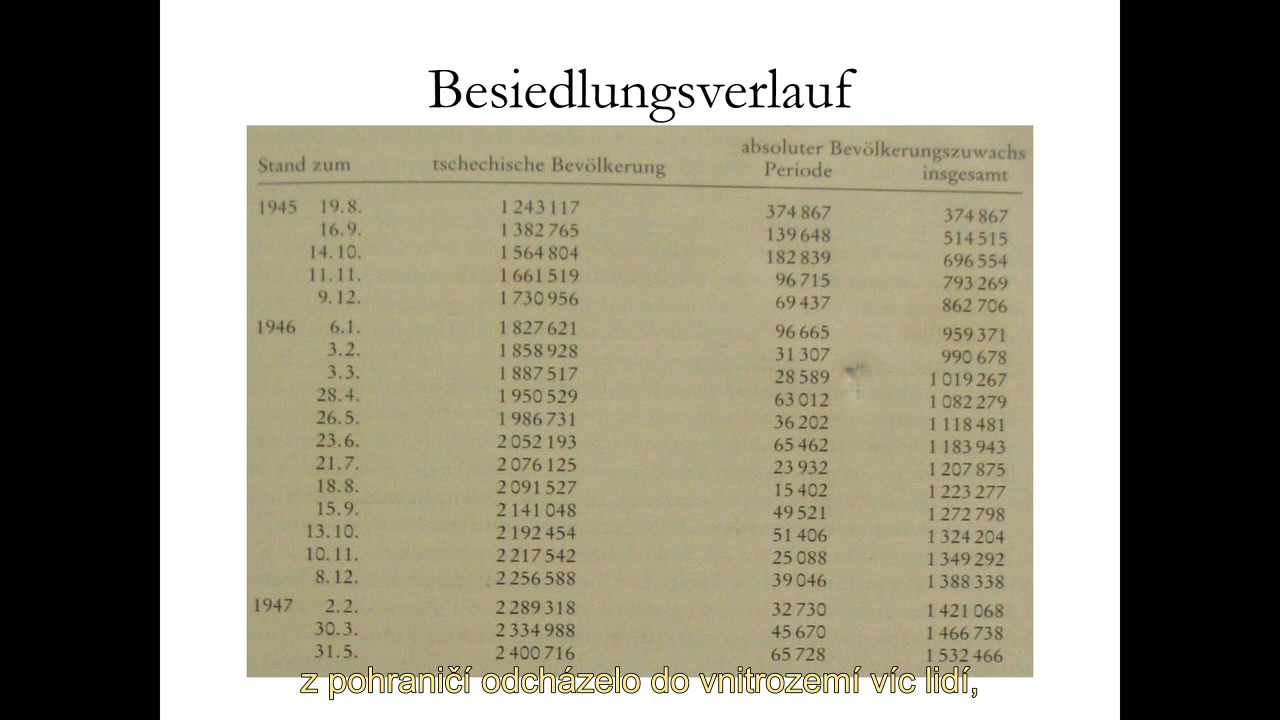 Besiedlungsverlauf
absoluter Bevölkerungszuwachs
Stand zum tschechische Bevölkerung Periode insgesamt
1945 19.8. 1 243 117 374 867 374 867
16.9. 1 382 765 139 648 514 515
14.10. 1 564 804 182 839 696 554
11.11. 1 661 519 96 715 793 269
9.12. 1 730 956 69 437 862 706
1946 6.1. 1 827 621 96 665 959 371
3.2. 1 858 928 31 307 990 678
3.3. 1 887 517 28 589 1 019 267
28.4. 1 950 529 63 012 1 082 279
26.5. 1 986 731 36 202 1 118 481
23.6. 2 052 193 65 462 1 183 943
21.7. 2 076 125 23 932 1 207 875
18.8. 2 091 527 15 402 1 223 277
15.9. 2 141 048 49 521 1 272 798
13.10. 2 192 454 51 406 1 324 204
10.11. 2 217 542 25 088 1 349 292
8.12. 2 256 588 39 046 1 388 338
1947 2.2. 2 289 318 32 730 1 421 068
30.3. 2 334 988 45 670 1 466 738
31.5. 2 400 716 65 728 1 532 466
z pohraničí odcházelo do vnitrozemí víc lidí,